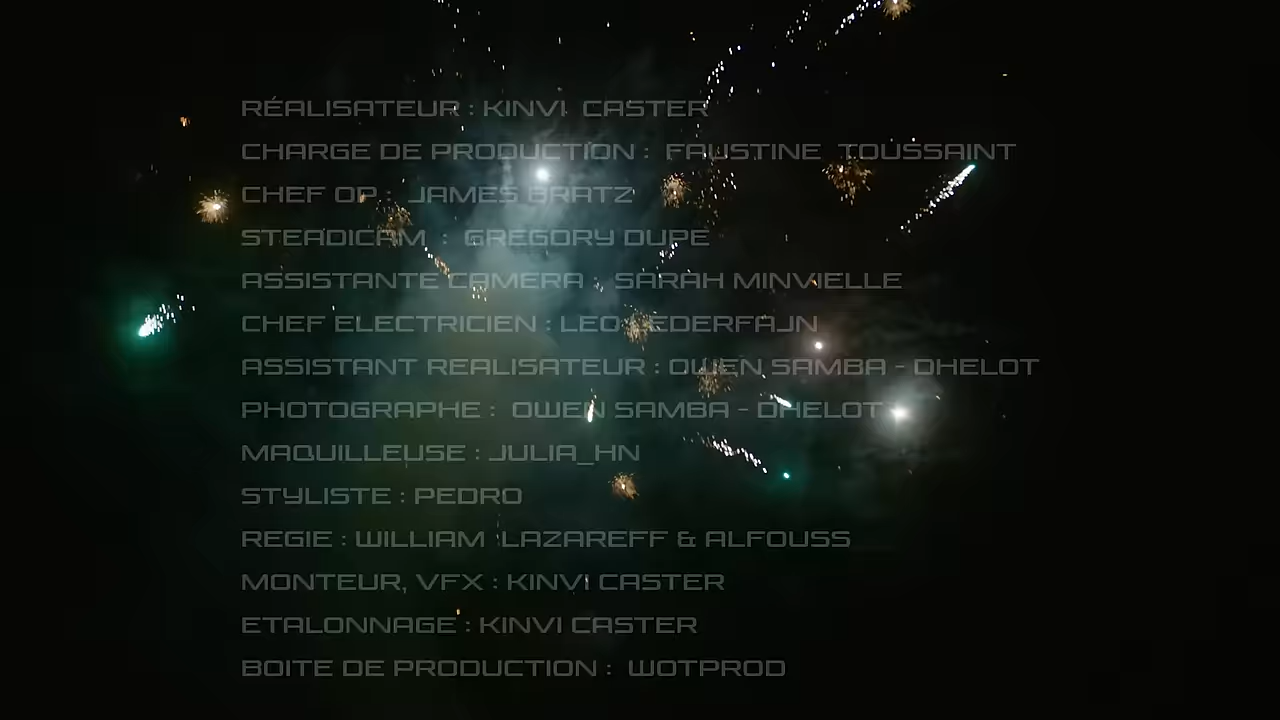 RÉALISATEUR : KINVI CASTER
CHARGE DE PRODUCTION : FAUSTINE TOUSSAINT
CHEF OP : JAMES GRATZ
STEADICAM : GREGORY DUPE
ASSISTANTE CAMERA : SARAH MINVIELLE
CHEF ELECTRICIEN : LEO EDERFAJN
ASSISTANT REALISATEUR : OWEN SAMBA - DHELOT
PHOTOGRAPHE : OWEN SAMBA - DHELOT
MAQUILLEUSE : JULIA_HN
STYLISTE : PEDRO
REGIE : WILLIAM LAZAREFF & ALFOUSS
MONTEUR, VFX : KINVI CASTER
ETALONNAGE : KINVI CASTER
BOITE DE PRODUCTION : WOTPROD